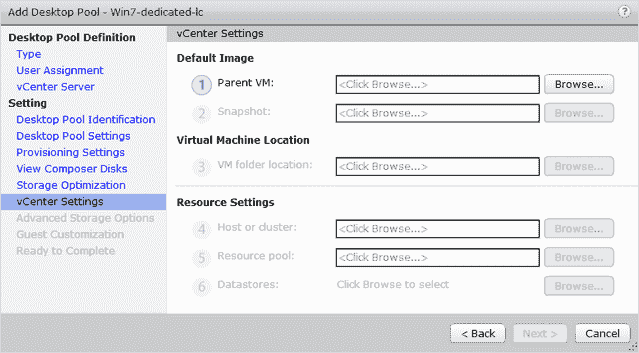 Add Desktop Pool - Win7-dedicated-lc ?
Desktop Pool Definition
Type
User Assignment
vCenter Server
Setting
Desktop Pool Identification
Desktop Pool Settings
Provisioning Settings
View Composer Disks
Storage Optimization
vCenter Settings
Advanced Storage Options
Guest Customization
Ready to Complete
vCenter Settings
Default Image
1 Parent VM: <Click Browse...> Browse...
2 Snapshot: <Click Browse...> Browse...
Virtual Machine Location
3 VM folder location: <Click Browse...> Browse...
Resource Settings
4 Host or cluster: <Click Browse...> Browse...
5 Resource pool: <Click Browse...> Browse...
6 Datastores: Click Browse to select Browse...
< Back Next > Cancel